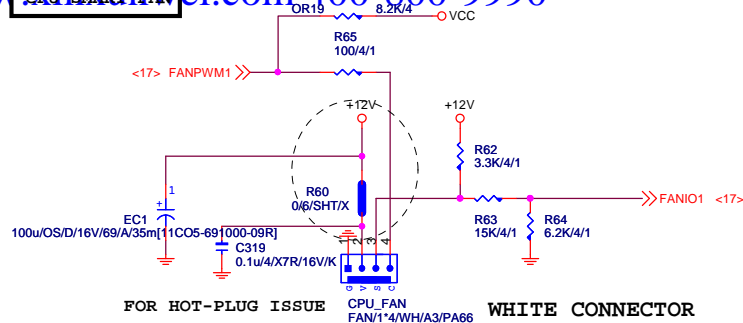 OR19
8.2K/4
VCC
R65
100/4/1
<17> FANPWM1
+12V
+12V
R62
3.3K/4/1
R60
0/6/SHT/X
FANIO1 <17>
1
+
EC1
100u/OS/D/16V/69/A/35m[11CO5-691000-09R]
R63
15K/4/1
R64
6.2K/4/1
C319
0.1u/4/X7R/16V/K
1 2 3 4
G V S C
FOR HOT-PLUG ISSUE
CPU_FAN
FAN/1*4/WH/A3/PA66
WHITE CONNECTOR